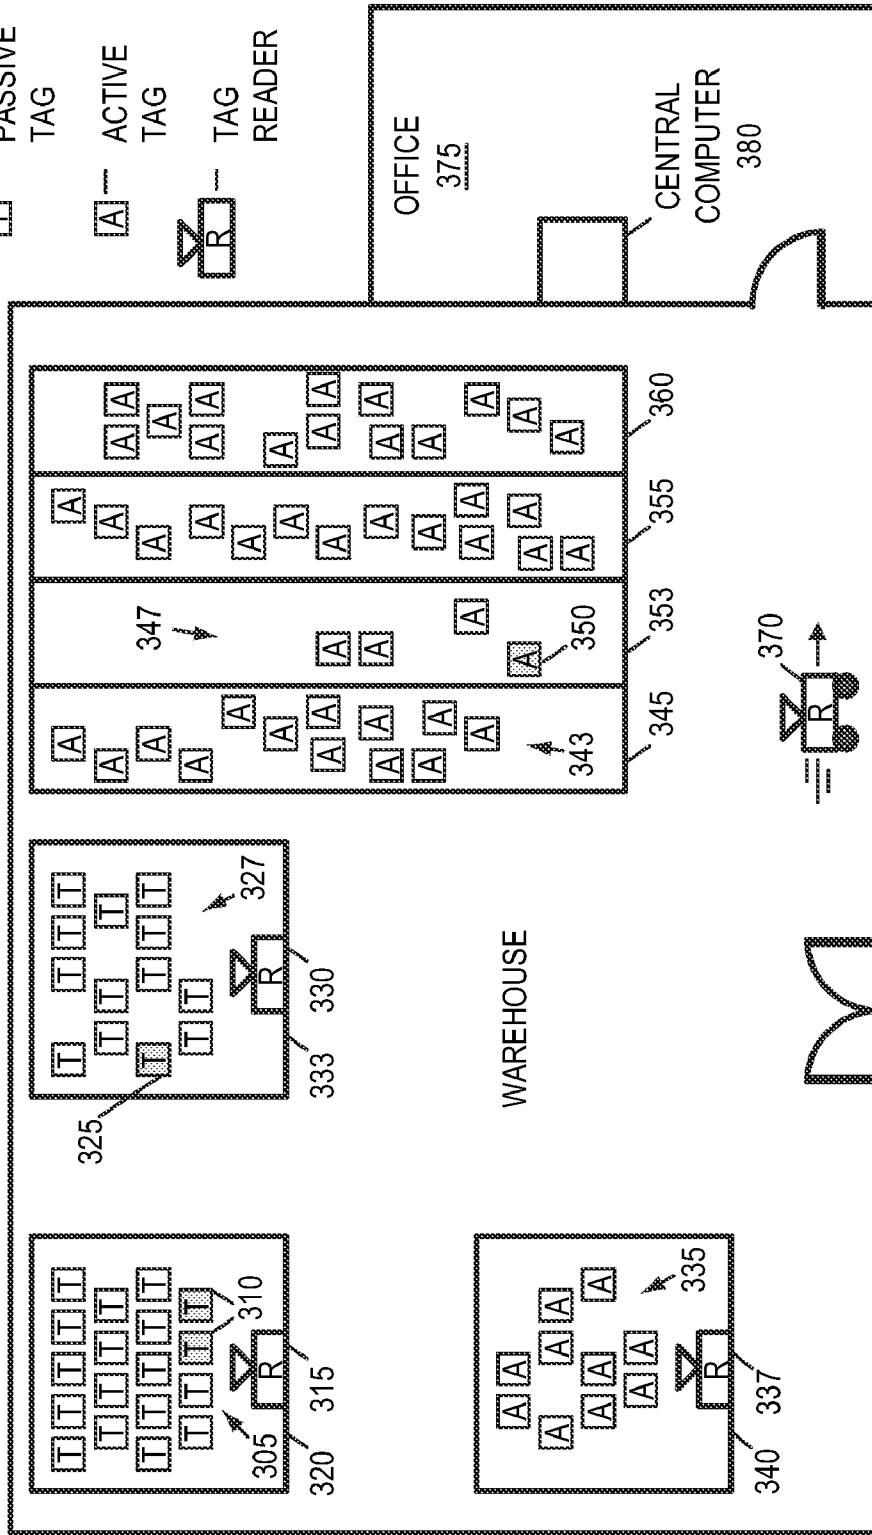 T PASSIVE
TAG
A ACTIVE
TAG
R TAG
READER
OFFICE
375
CENTRAL
COMPUTER
380
WAREHOUSE
T T T T T
T T T T
T T T T T
T T T T
R
305
310
315
320
T T T T
T T T
T T T T
T T
R
325
327
330
333
A A
A A A
A A A
A A
R
335
337
340
A A A A A A A A A A A A A A A
343
345
A A A A
347
350
353
A A A A A A A A A A A A A A
355
A A A A A A A A A A A A A A
360
R
370